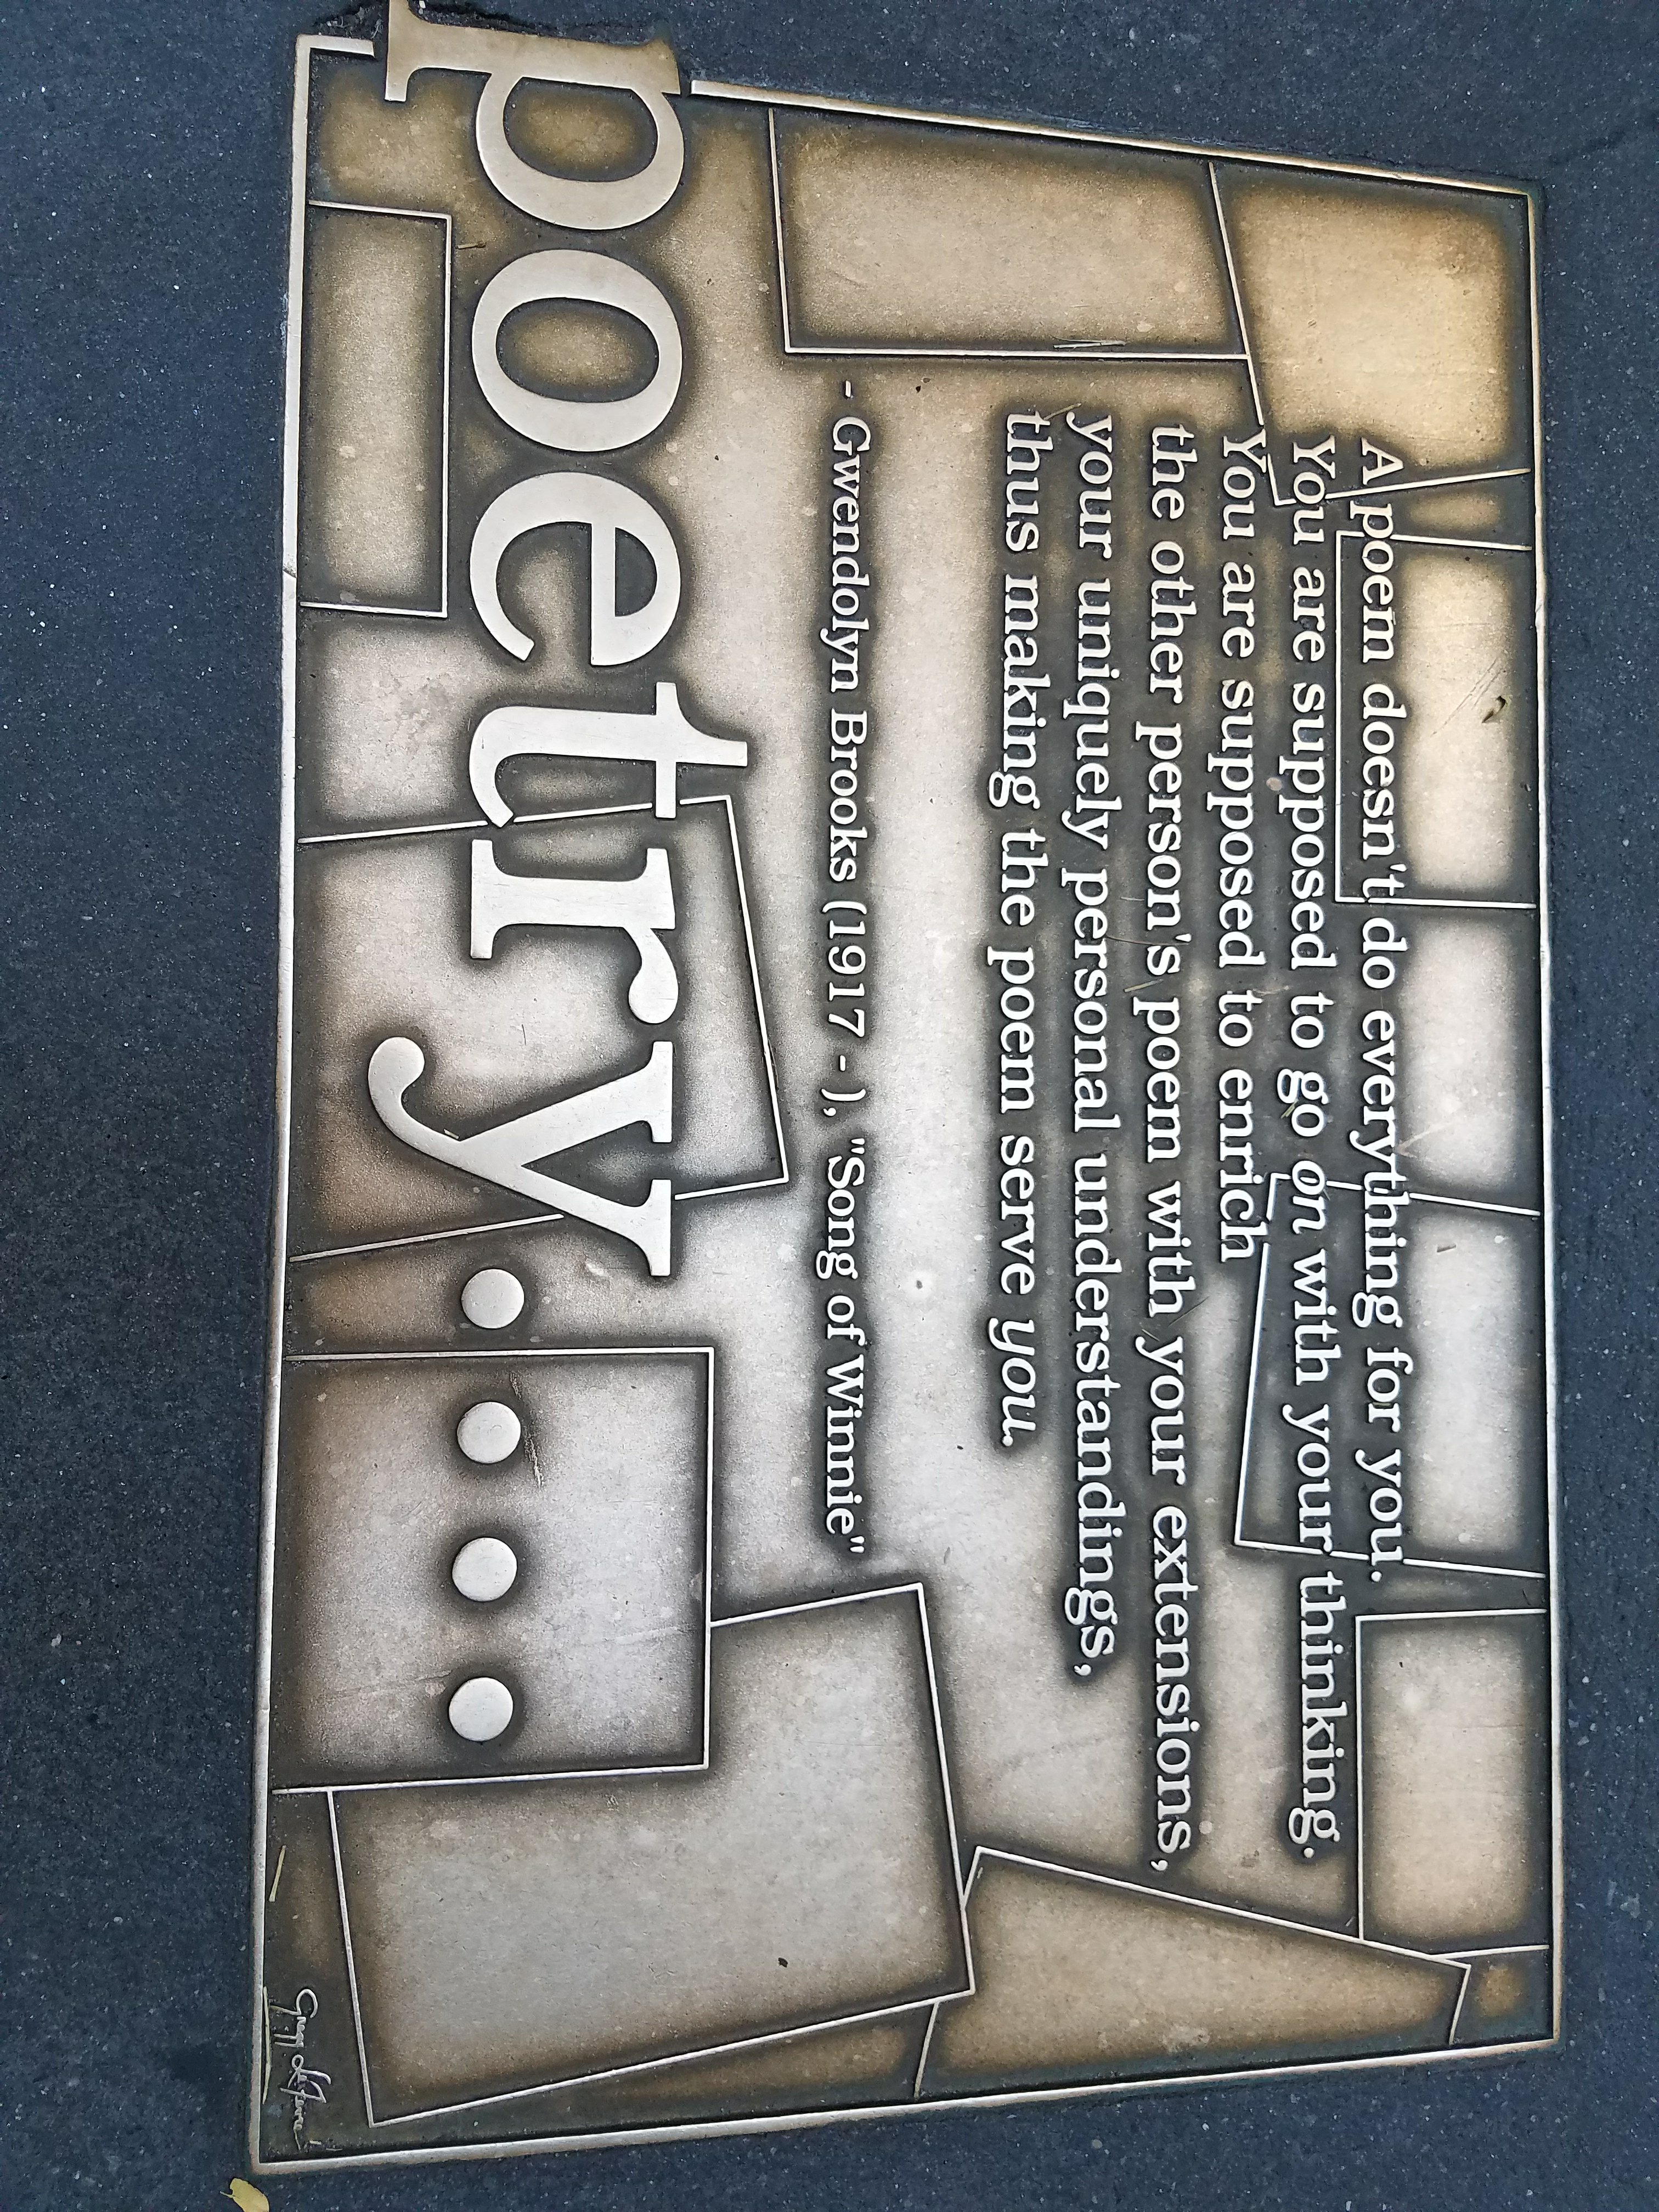 A poem doesn't do everything for you.
You are supposed to go on with your thinking.
You are supposed to enrich
the other person's poem with your extensions,
your uniquely personal understandings,
thus making the poem serve you.
- Gwendolyn Brooks (1917 - ), "Song of Winnie"
poetry....
Gregg LeFevre